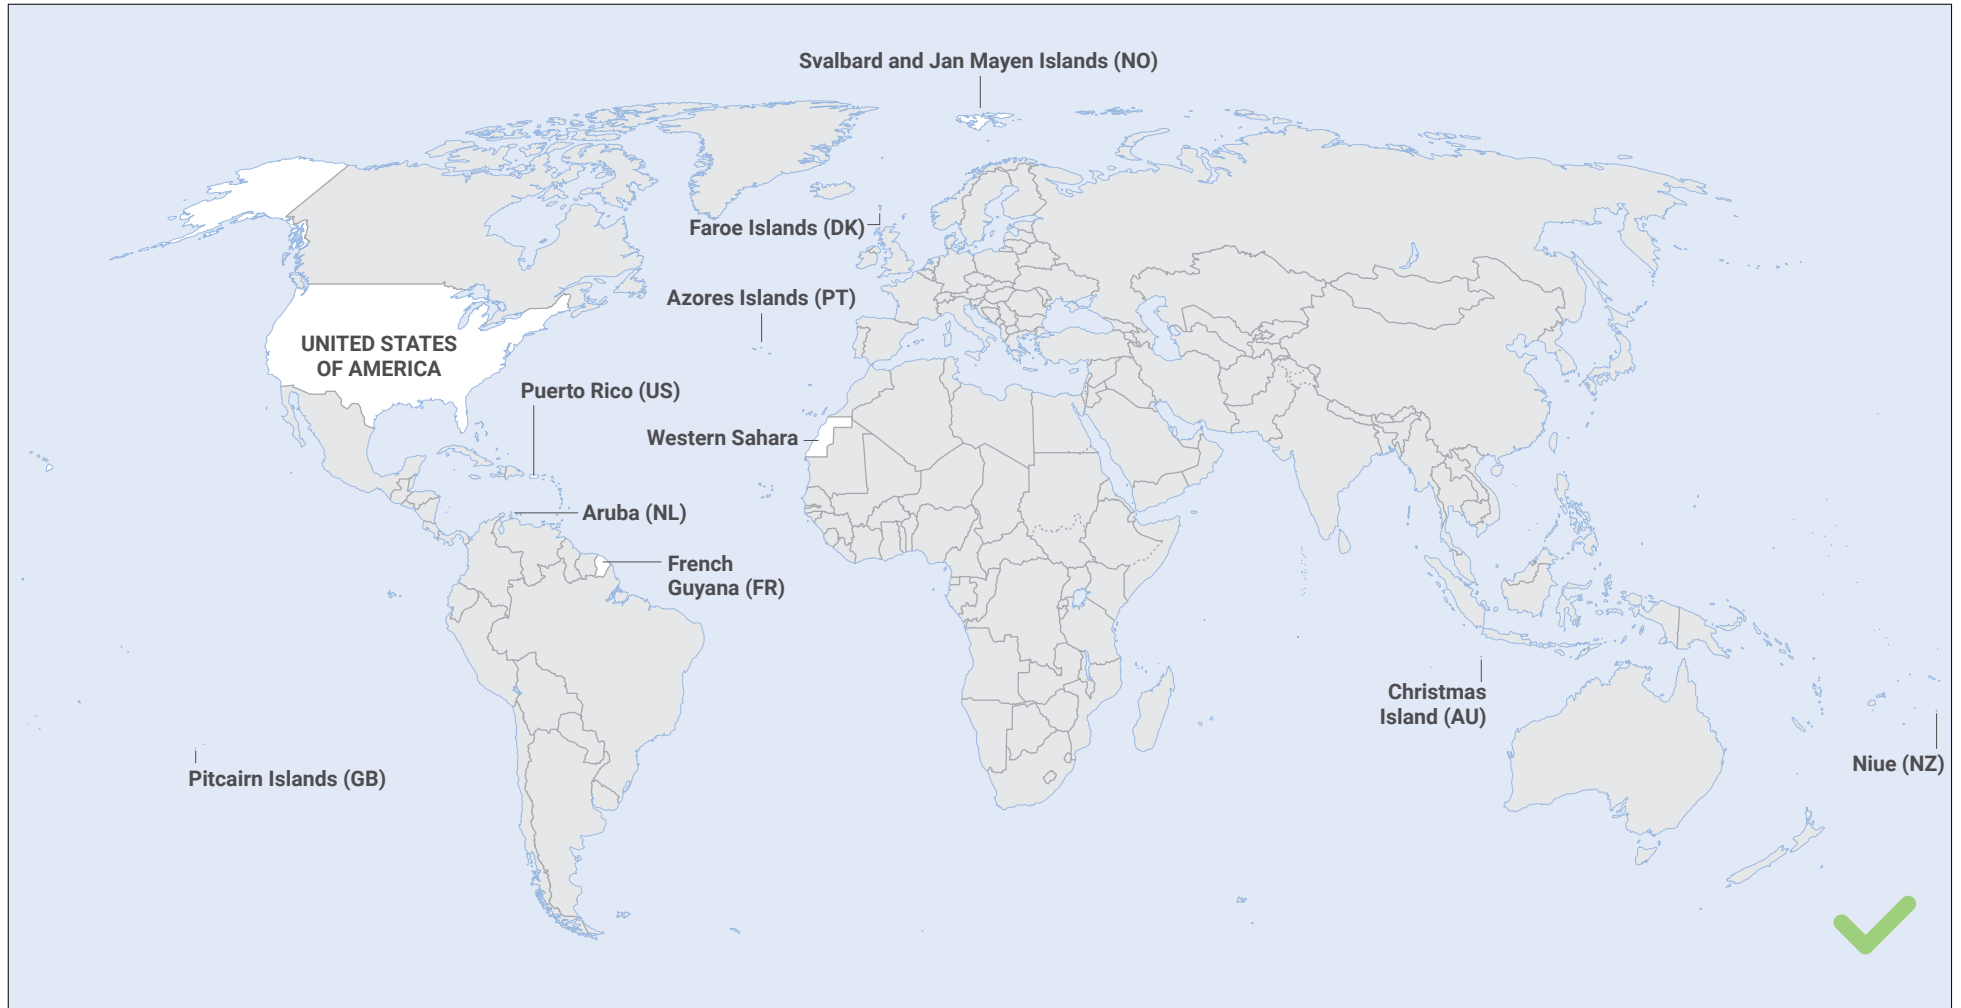 Svalbard and Jan Mayen Islands (NO)
Faroe Islands (DK)
Azores Islands (PT)
UNITED STATES
OF AMERICA
Puerto Rico (US)
Western Sahara
Aruba (NL)
French
Guyana (FR)
Christmas
Island (AU)
Niue (NZ)
Pitcairn Islands (GB)